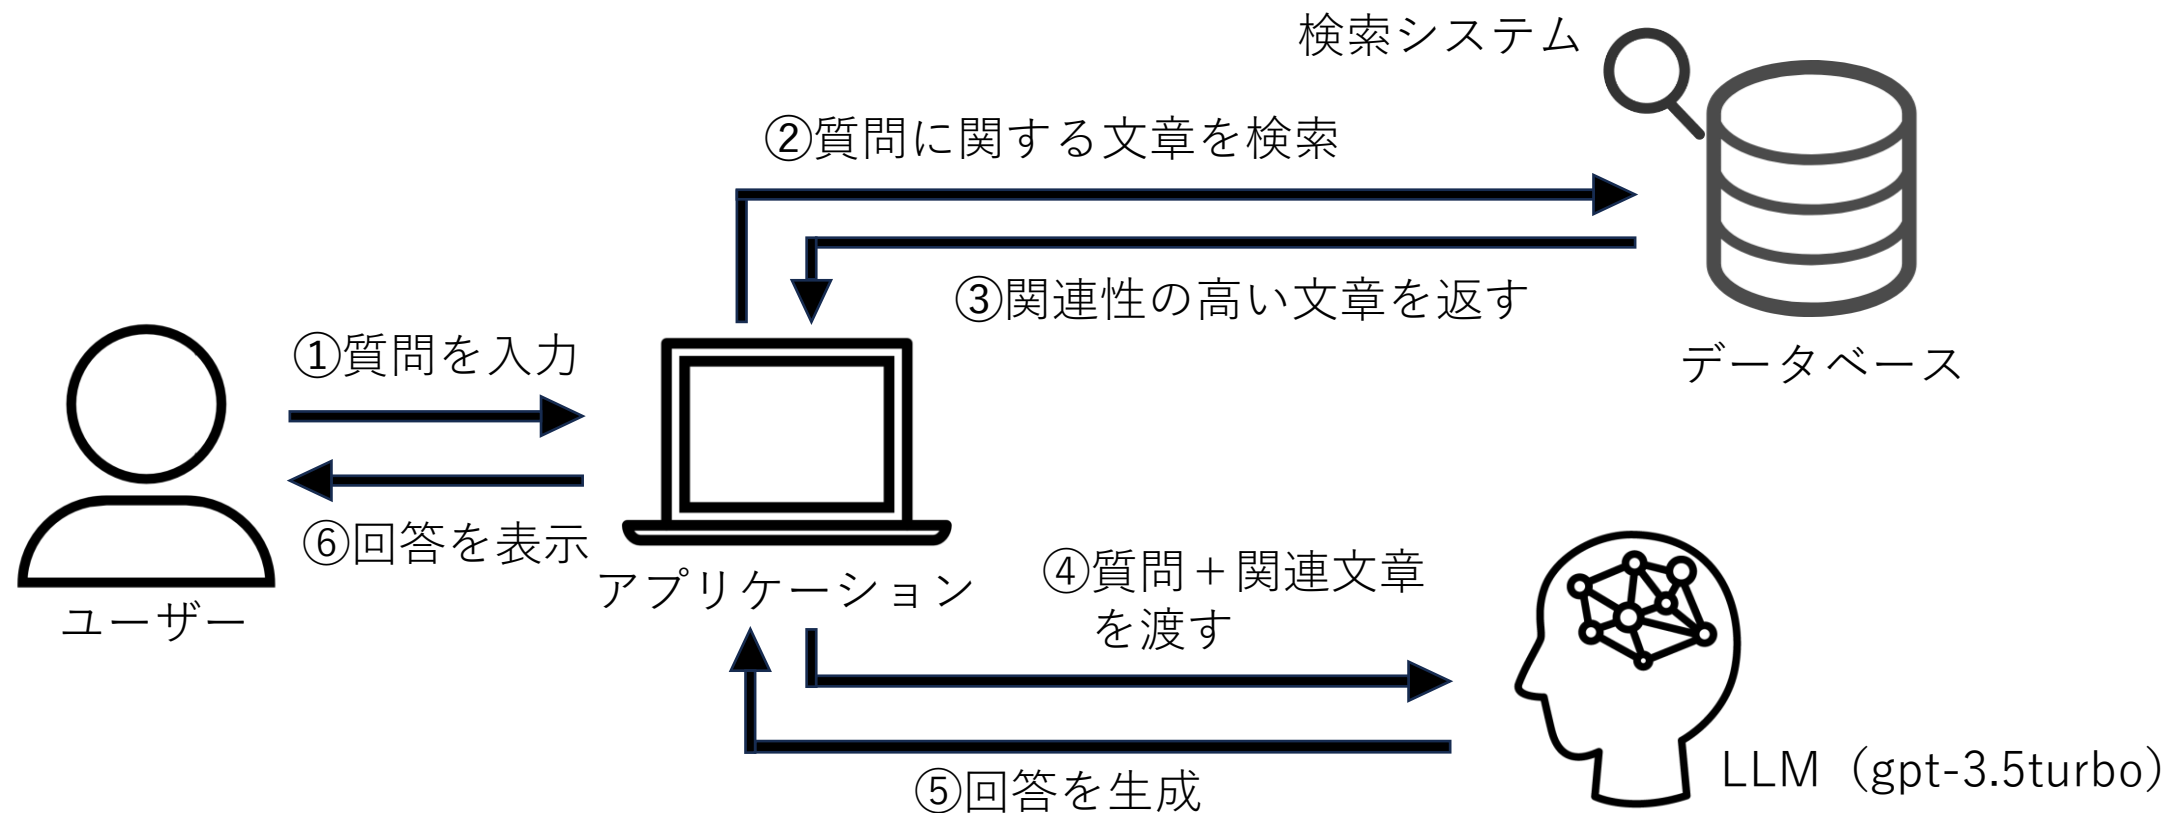 検索システム
②質問に関する文章を検索
③関連性の高い文章を返す
データベース
①質問を入力
⑥回答を表示
ユーザー
アプリケーション
④質問+関連文章
を渡す
⑤回答を生成
LLM（gpt-3.5turbo）